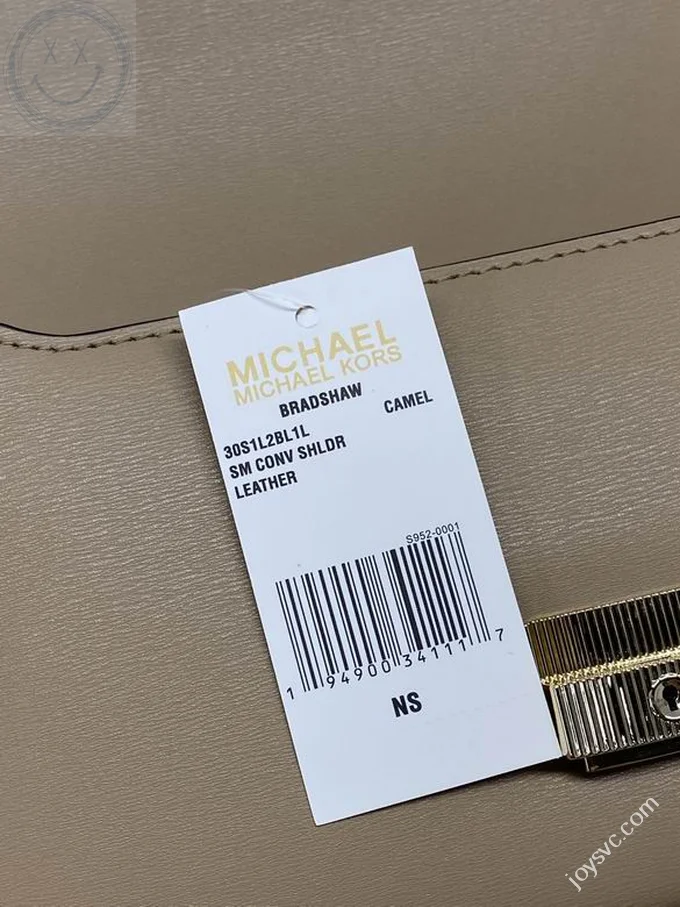 MICHAEL
MICHAEL KORS
BRADSHAW
CAMEL
30S1L2BL1L
SM CONV SHLDR
LEATHER
S952-0001
1 94900 34111 7
NS
joysvc.com